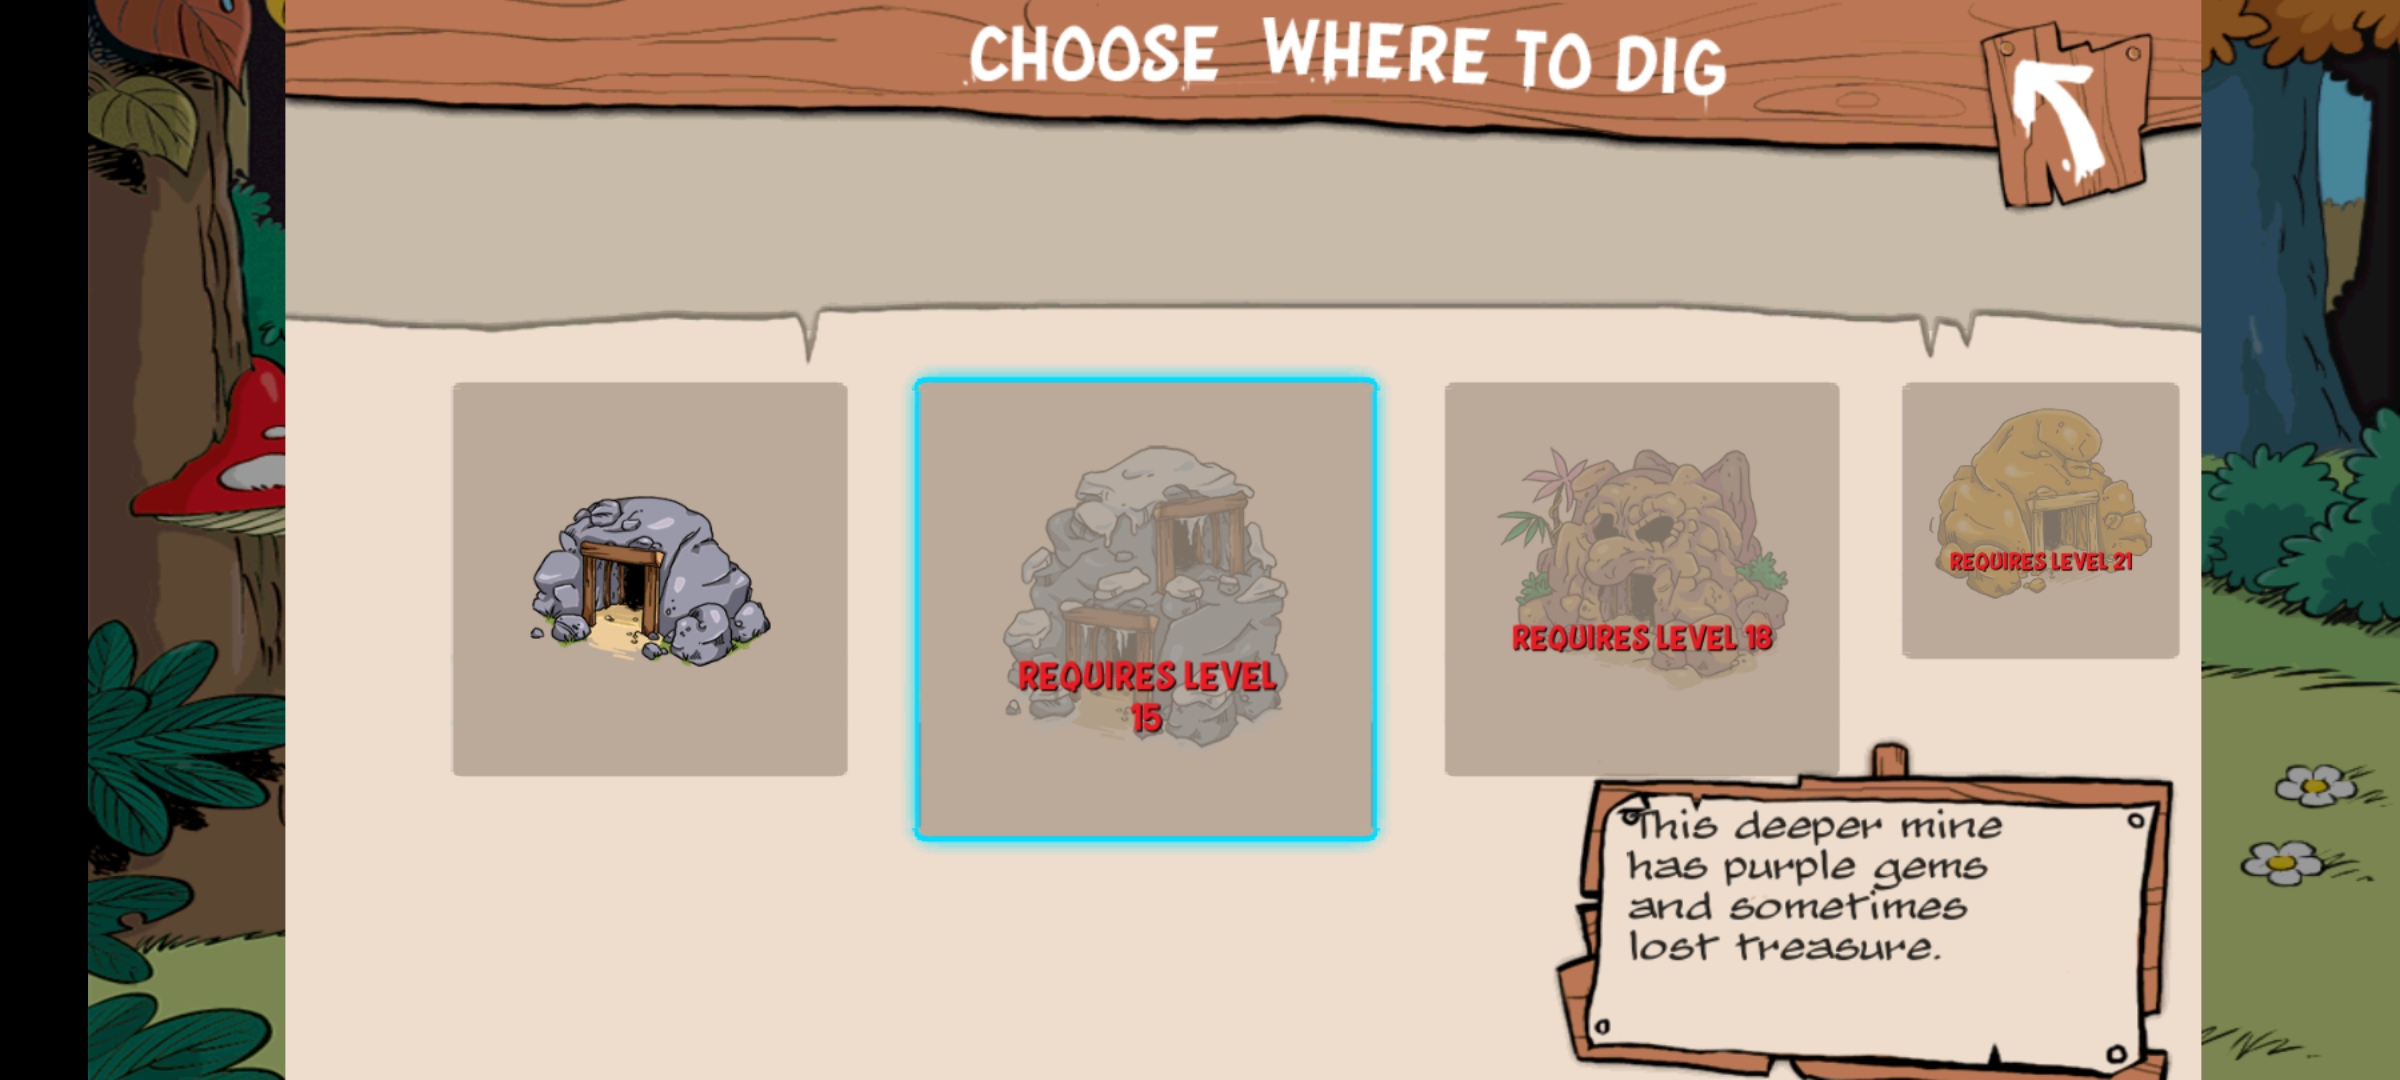 CHOOSE WHERE TO DIG
REQUIRES LEVEL
15
REQUIRES LEVEL 18
REQUIRES LEVEL 21
This deeper mine
has purple gems
and sometimes
lost treasure.